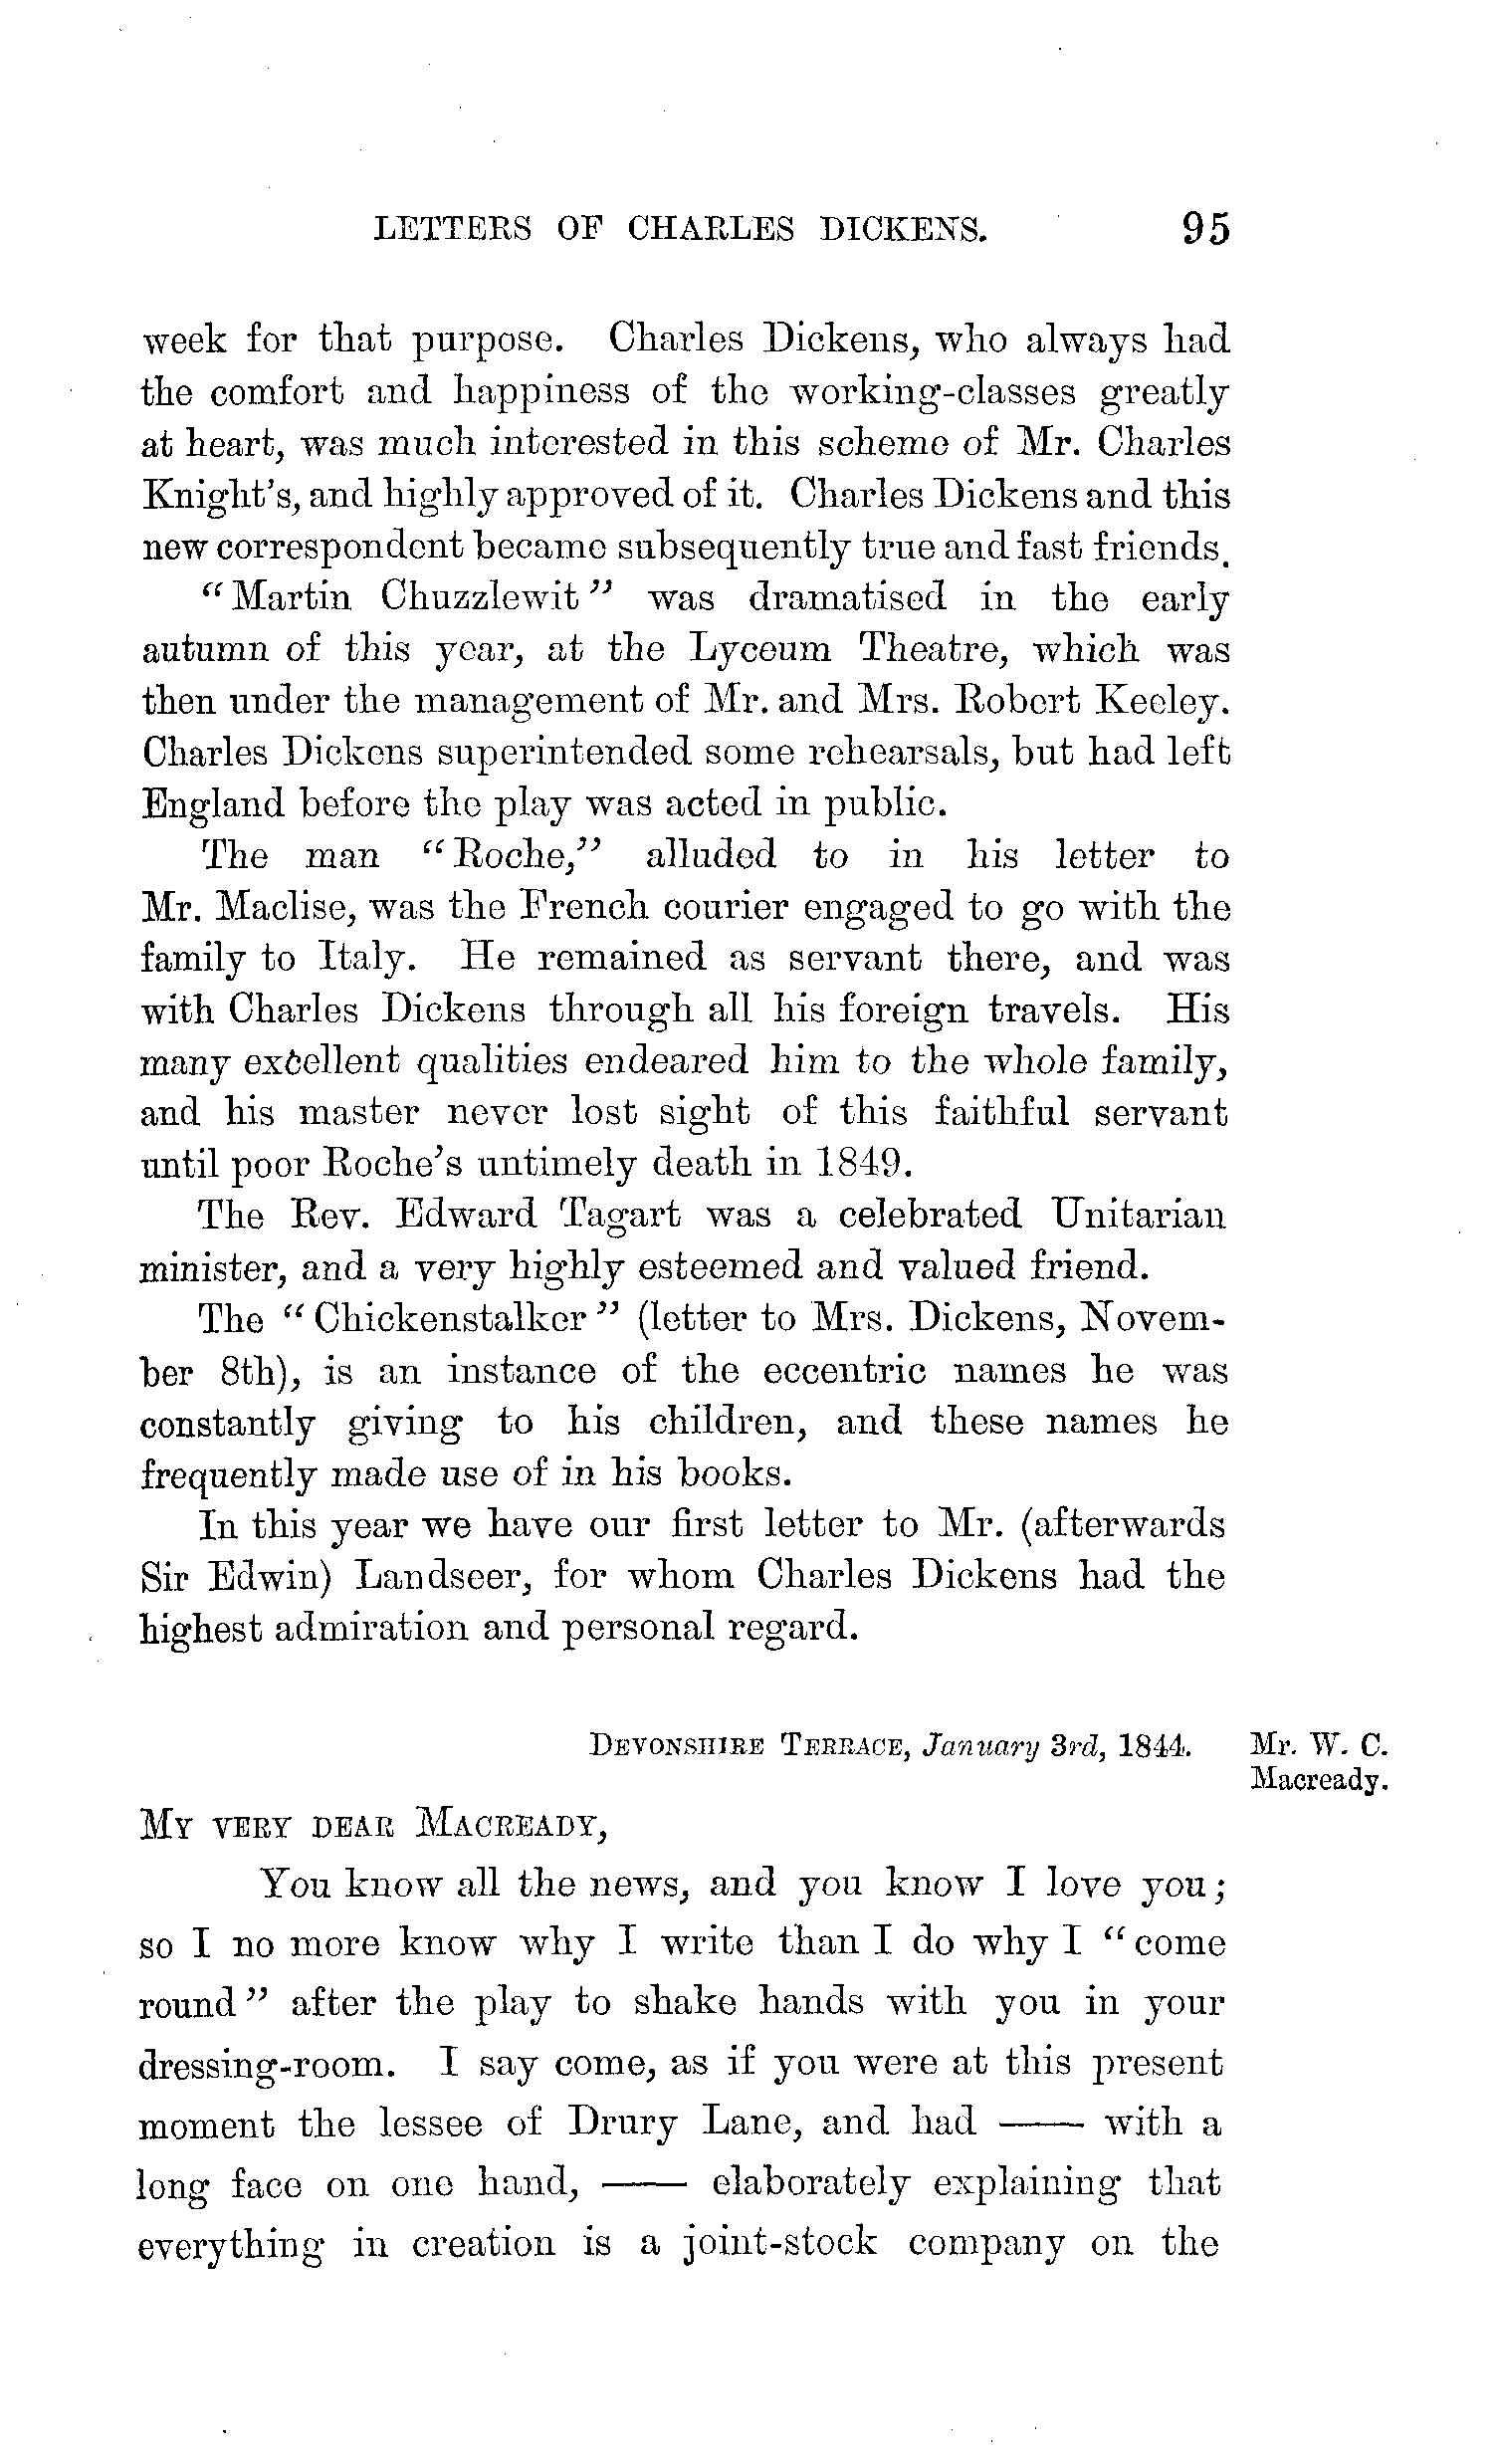 LETTERS OF CHARLES DICKENS. 95
week for that purpose. Charles Dickens, who always had
the comfort and happiness of the working-classes greatly
at heart, was much interested in this scheme of Mr. Charles
Knight's, and highly approved of it. Charles Dickens and this
new correspondent became subsequently true and fast friends.
“Martin Chuzzlewit” was dramatised in the early
autumn of this year, at the Lyceum Theatre, which was
then under the management of Mr. and Mrs. Robert Keeley.
Charles Dickens superintended some rehearsals, but had left
England before the play was acted in public.
The man “Roche,” alluded to in his letter to
Mr. Maclise, was the French courier engaged to go with the
family to Italy. He remained as servant there, and was
with Charles Dickens through all his foreign travels. His
many excellent qualities endeared him to the whole family,
and his master never lost sight of this faithful servant
until poor Roche's untimely death in 1849.
The Rev. Edward Tagart was a celebrated Unitarian
minister, and a very highly esteemed and valued friend.
The “Chickenstalker” (letter to Mrs. Dickens, Novem-
ber 8th), is an instance of the eccentric names he was
constantly giving to his children, and these names he
frequently made use of in his books.
In this year we have our first letter to Mr. (afterwards
Sir Edwin) Landseer, for whom Charles Dickens had the
highest admiration and personal regard.
DEVONSHIRE TERRACE, January 3rd, 1844. Mr. W. C.
Macready.
MY VERY DEAR MACREADY,
You know all the news, and you know I love you;
so I no more know why I write than I do why I “come
round” after the play to shake hands with you in your
dressing-room. I say come, as if you were at this present
moment the lessee of Drury Lane, and had —— with a
long face on one hand, —— elaborately explaining that
everything in creation is a joint-stock company on the